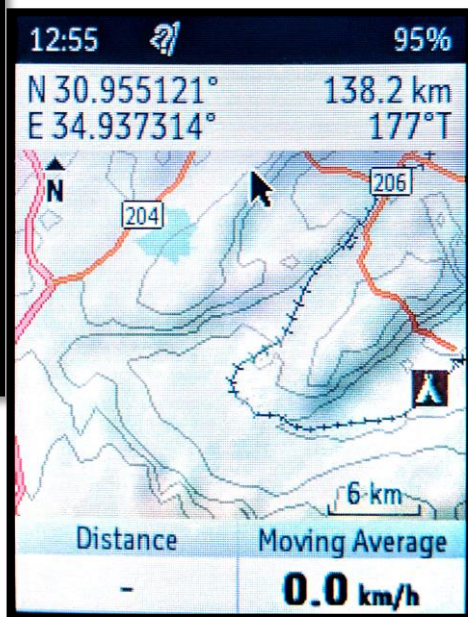 12:55 95%
N 30.955121° 138.2 km
E 34.937314° 177°T
N
206
204
6 km
Distance Moving Average
- 0.0 km/h